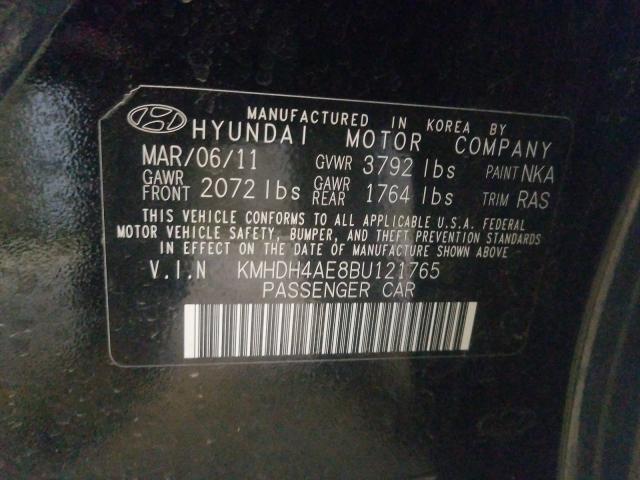 MANUFACTURED IN KOREA BY
HYUNDAI MOTOR COMPANY
MAR/06/11 GVWR 3792 lbs PAINT NKA
GAWR FRONT 2072 lbs GAWR REAR 1764 lbs TRIM RAS
THIS VEHICLE CONFORMS TO ALL APPLICABLE U.S.A. FEDERAL
MOTOR VEHICLE SAFETY, BUMPER, AND THEFT PREVENTION STANDARDS
IN EFFECT ON THE DATE OF MANUFACTURE SHOWN ABOVE
V.I.N KMHDH4AE8BU121765
PASSENGER CAR